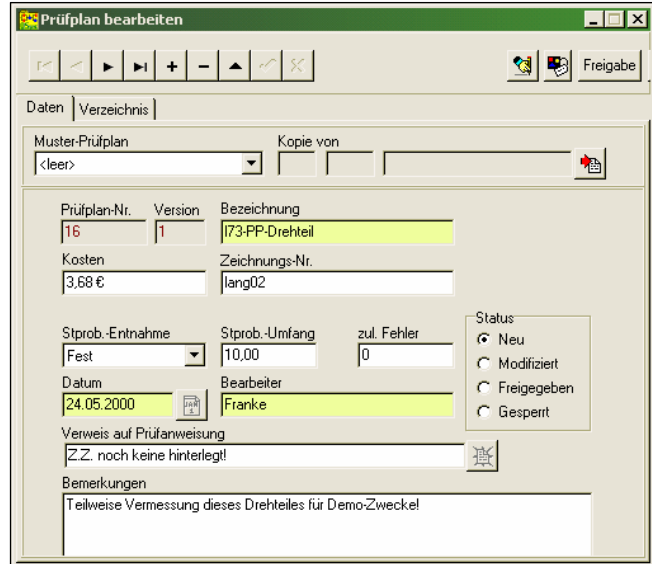 Prüfplan bearbeiten
Freigabe
Daten Verzeichnis
Muster-Prüfplan Kopie von
<leer>
Prüfplan-Nr. Version Bezeichnung
16 1 I73-PP-Drehteil
Kosten Zeichnungs-Nr.
3,68 € lang02
Stprob.-Entnahme Stprob.-Umfang zul. Fehler
Fest 10,00 0
Status
Neu
Modifiziert
Freigegeben
Gesperrt
Datum Bearbeiter
24.05.2000 Franke
Verweis auf Prüfanweisung
Z.Z. noch keine hinterlegt!
Bemerkungen
Teilweise Vermessung dieses Drehteiles für Demo-Zwecke!